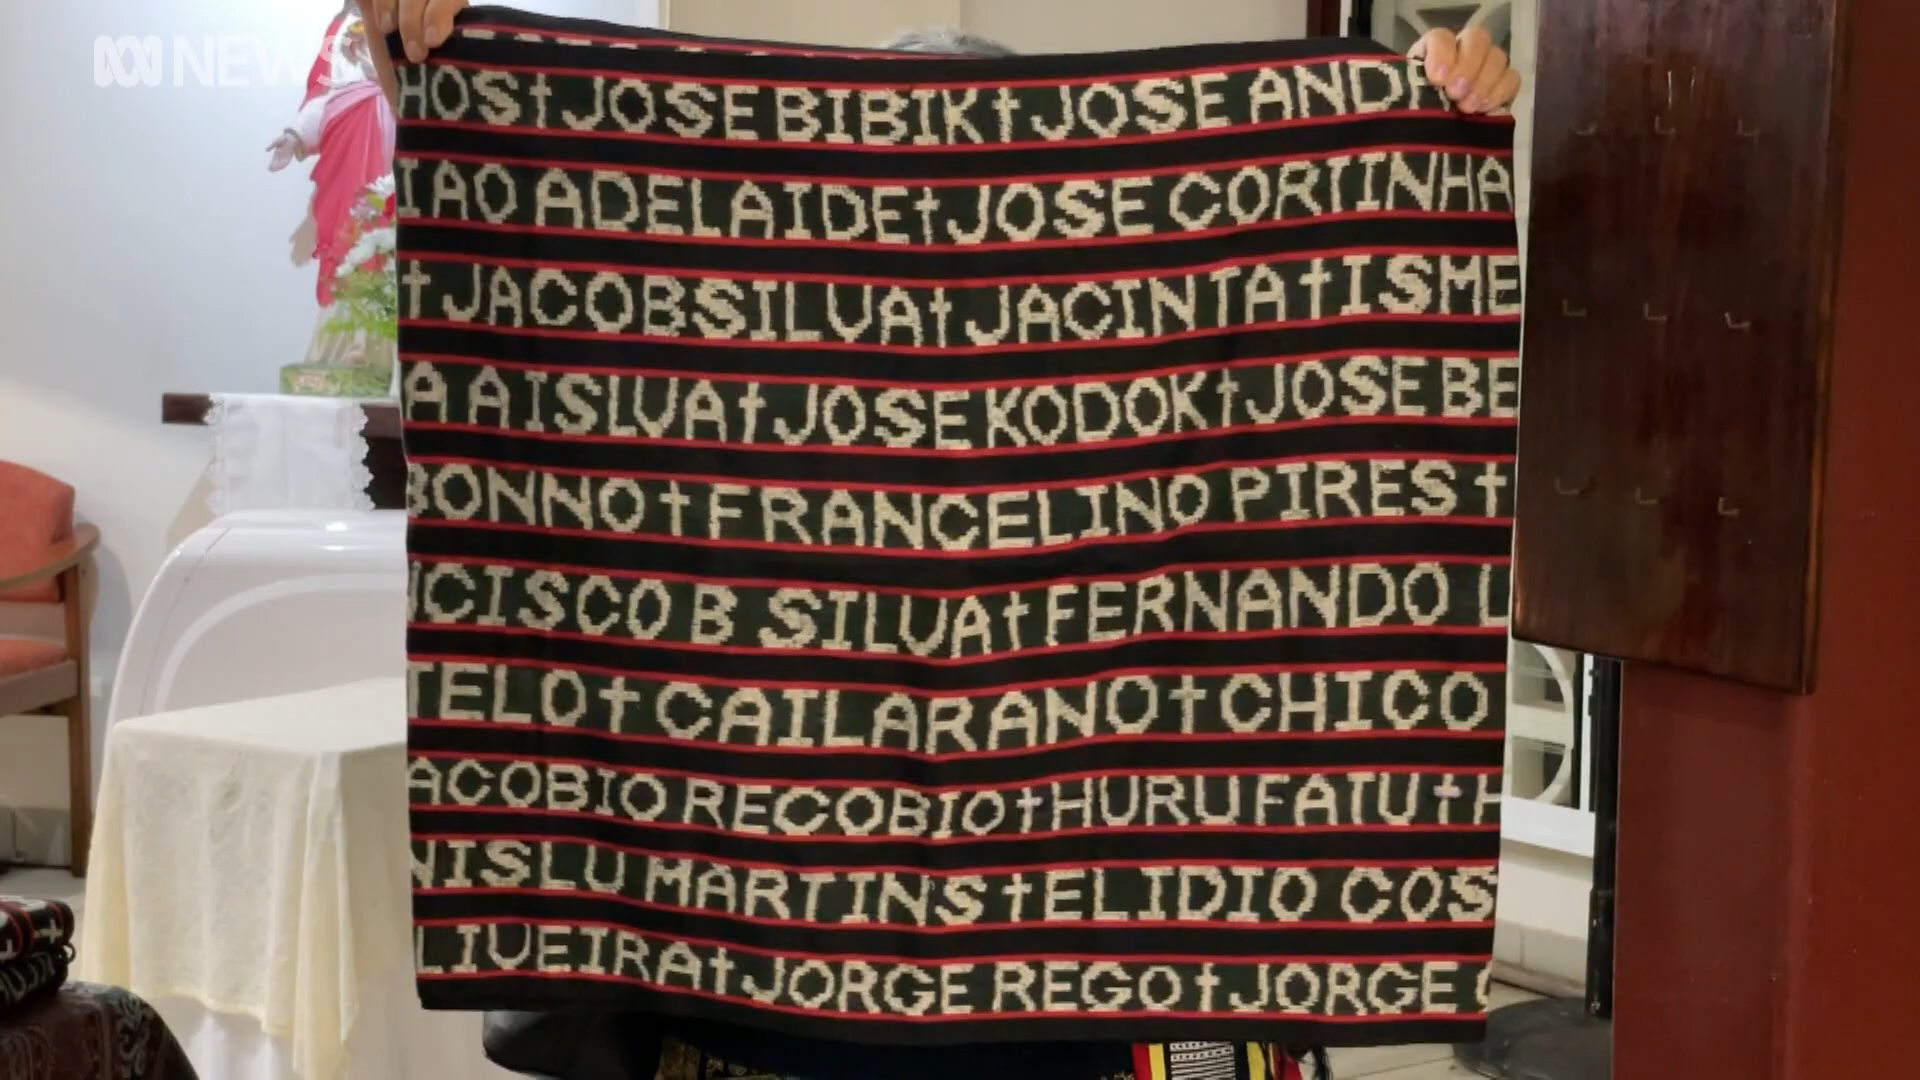 NEWS
HOS†JOSE BIBIK†JOSE ANDR
IAO ADELAIDE†JOSE CORTINHA
†JACOBSILVA†JACINTA†ISME
A AISLVA†JOSE KODOK†JOSE BE
BONNO†FRANCELINO PIRES†
NCISCO B SILVA†FERNANDO L
TELO†CAILARANO†CHICO
ACOBIO RECOBIO†HURU FATU†H
NISLU MARTINS†ELIDIO COS
LIVEIRA†JORGE REGO†JORGE